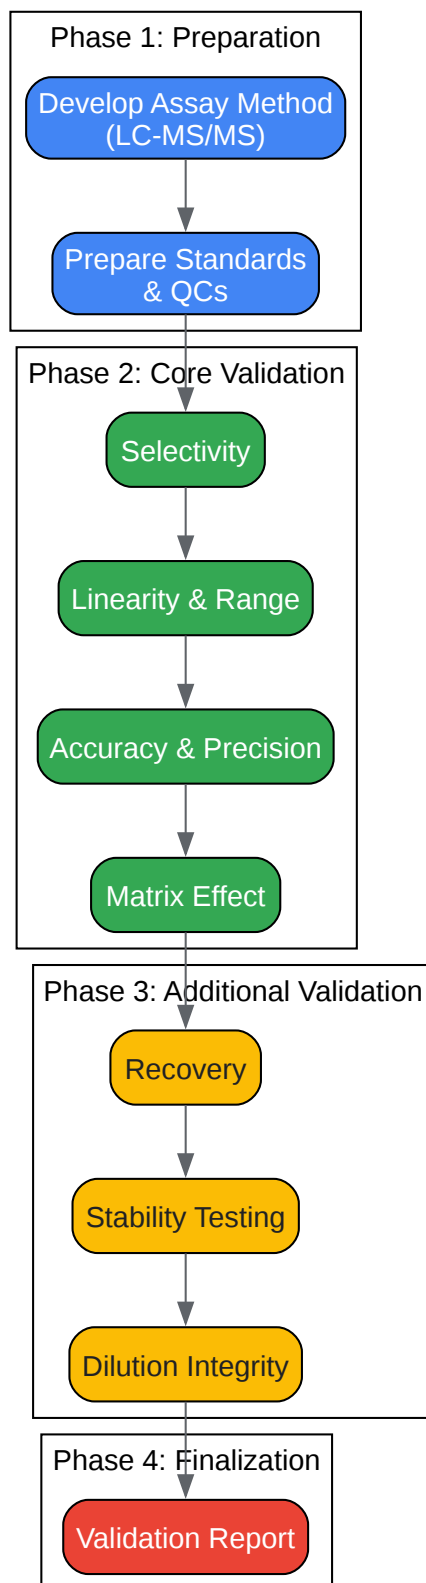 Phase 1: Preparation
Develop Assay Method
(LC-MS/MS)
Prepare Standards
& QCs
Phase 2: Core Validation
Selectivity
Linearity & Range
Accuracy & Precision
Matrix Effect
Phase 3: Additional Validation
Recovery
Stability Testing
Dilution Integrity
Phase 4: Finalization
Validation Report